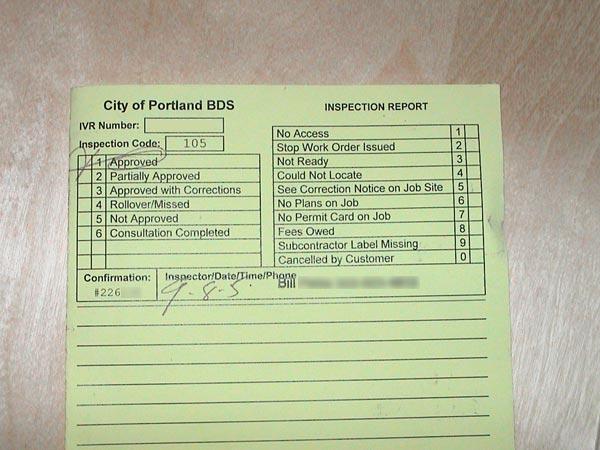 City of Portland BDS
INSPECTION REPORT
IVR Number:
Inspection Code: 105
1 Approved
2 Partially Approved
3 Approved with Corrections
4 Rollover/Missed
5 Not Approved
6 Consultation Completed
No Access 1
Stop Work Order Issued 2
Not Ready 3
Could Not Locate 4
See Correction Notice on Job Site 5
No Plans on Job 6
No Permit Card on Job 7
Fees Owed 8
Subcontractor Label Missing 9
Cancelled by Customer 0
Confirmation:
#226
Inspector/Date/Time/Phone
Bill
9.8.5